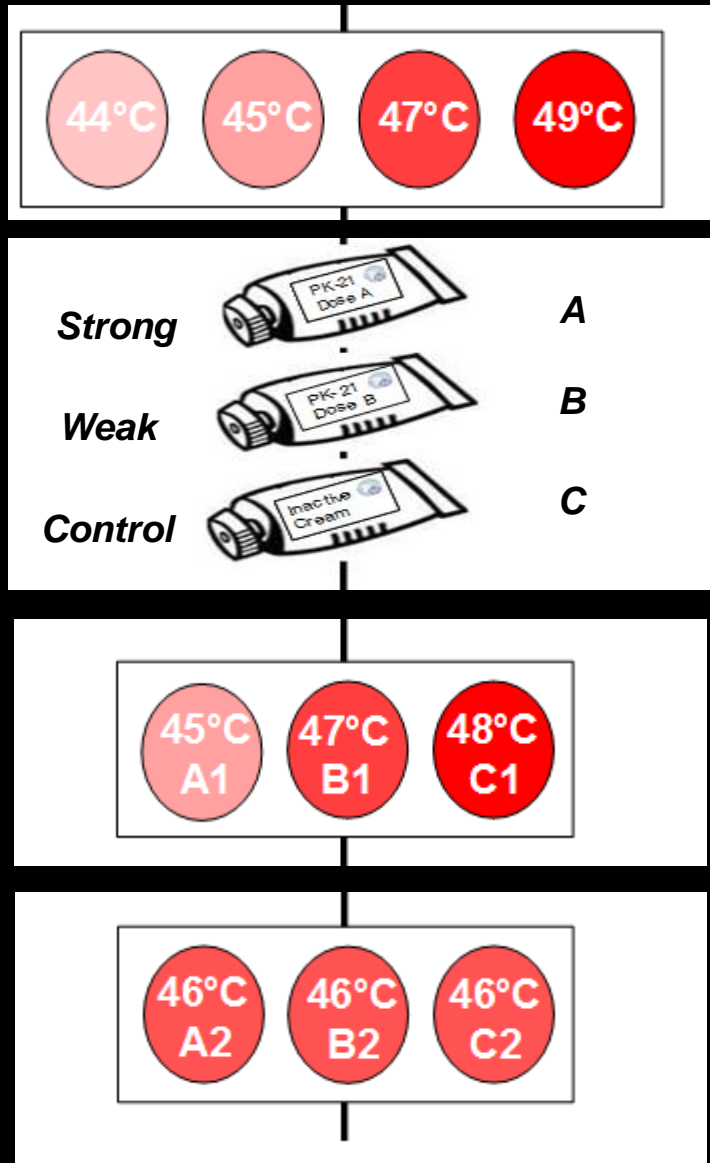 44°C 45°C 47°C 49°C
PK-21
Dose A
Strong
A
PK-21
Dose B
Weak
B
Inactive
Cream
Control
C
45°C 47°C 48°C
A1 B1 C1
46°C 46°C 46°C
A2 B2 C2